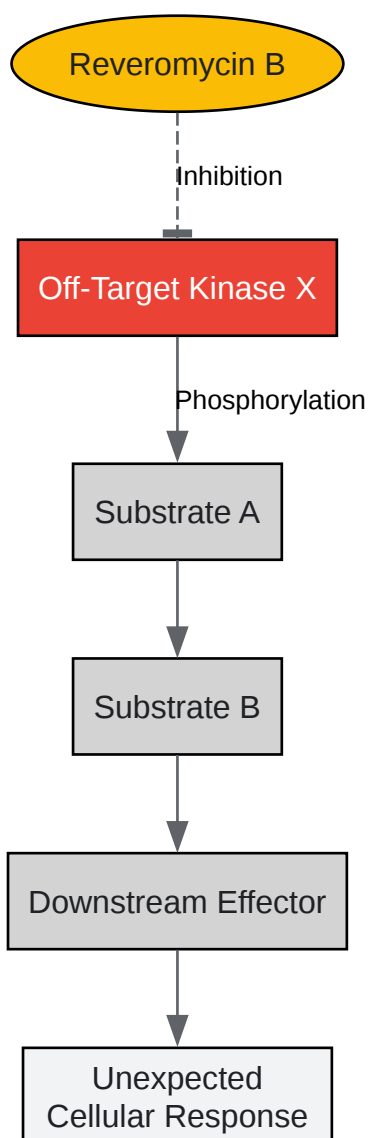 Reveromycin B
Inhibition
Off-Target Kinase X
Phosphorylation
Substrate A
Substrate B
Downstream Effector
Unexpected
Cellular Response